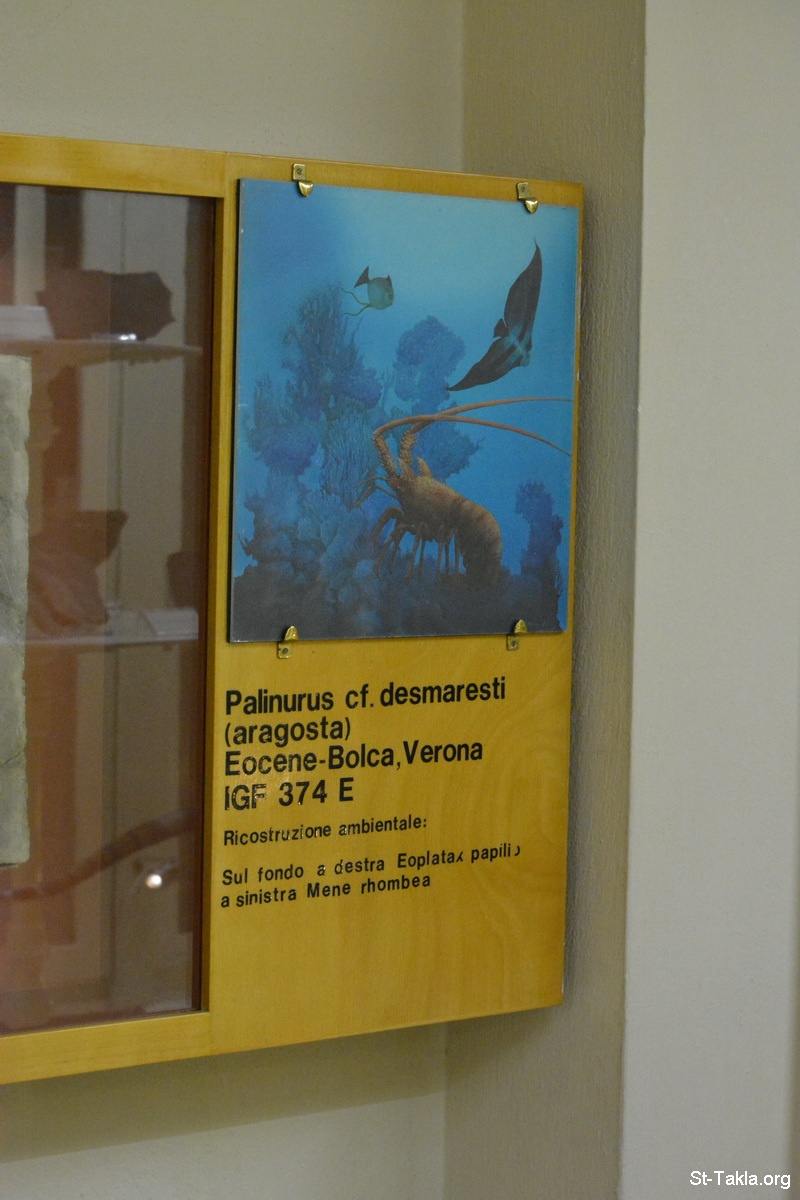 Palinurus cf. desmaresti
(aragosta)
Eocene-Bolca, Verona
IGF 374 E
Ricostruzione ambientale:
Sul fondo a destra Eoplatax papilio
a sinistra Mene rhombea
St-Takla.org